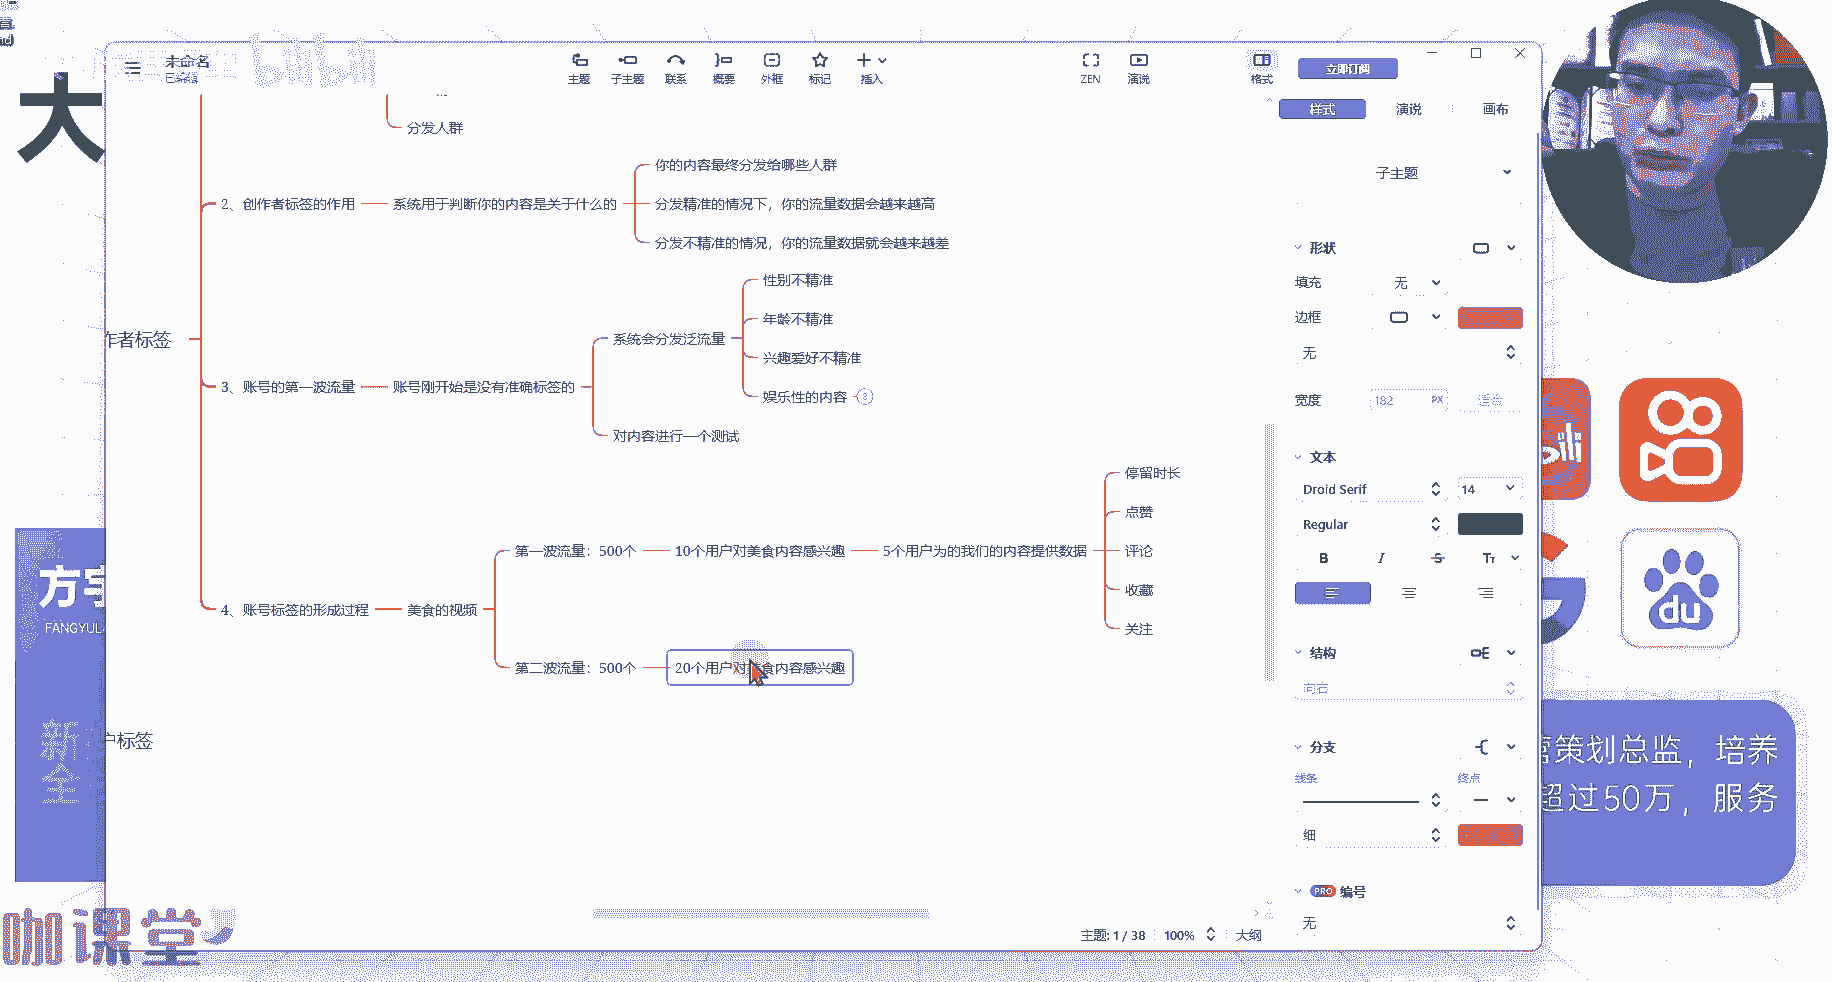 大
bilibili
未命名
已编辑
主题
子主题
联系
概要
外框
标记
插入
ZEN
演说
格式
立即订阅
样式
演说
画布
分发人群
2、创作者标签的作用
系统用于判断你的内容是关于什么的
你的内容最终分发给哪些人群
分发精准的情况下，你的流量数据会越来越高
分发不精准的情况，你的流量数据就会越来越差
作者标签
3、账号的第一波流量
账号刚开始是没有准确标签的
系统会分发泛流量
性别不精准
年龄不精准
兴趣爱好不精准
娱乐性的内容
3
对内容进行一个测试
4、账号标签的形成过程
美食的视频
第一波流量：500个
10个用户对美食内容感兴趣
5个用户为的我们的内容提供数据
停留时长
点赞
评论
收藏
关注
第二波流量：500个
20个用户对美食内容感兴趣
户标签
子主题
形状
填充
无
边框
无
宽度
182
PX
适合
文本
Droid Serif
14
Regular
B
I
S
Tт
结构
向右
分支
线条
终点
细
PRO
编号
无
主题: 1 / 38
100%
大纲
方宇
FANGYUL
新
全
咖课堂
du
营策划总监，培养
超过50万，服务